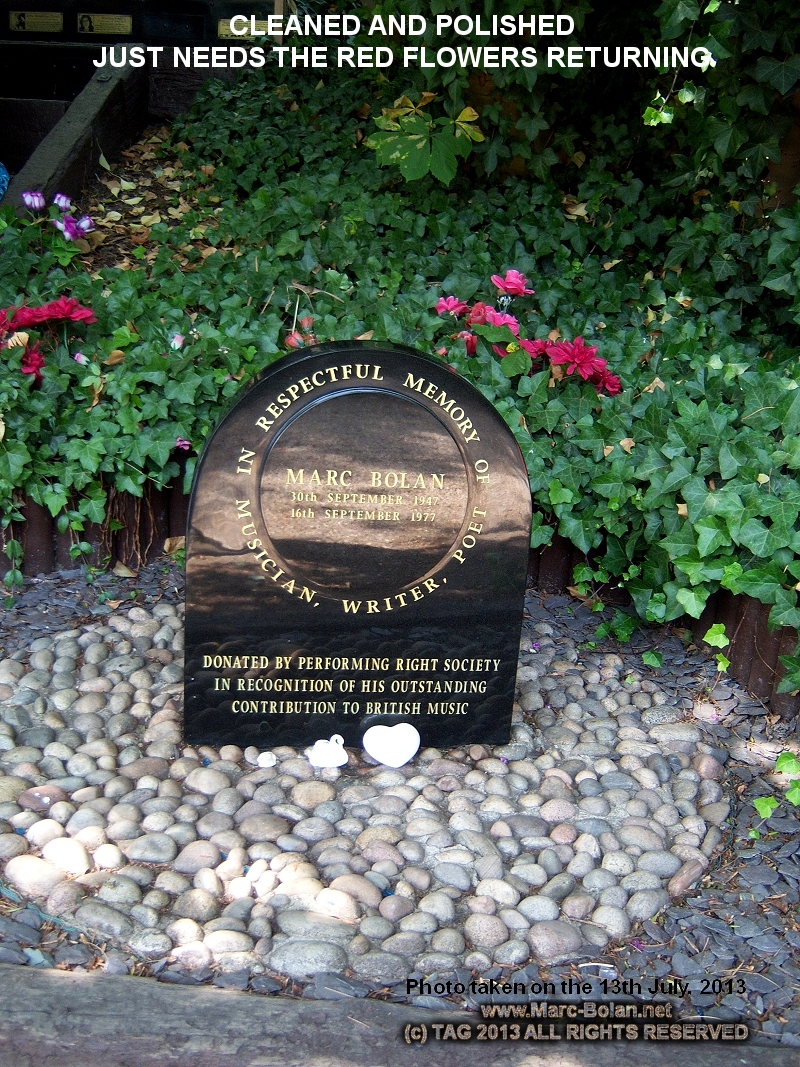 CLEANED AND POLISHED
JUST NEEDS THE RED FLOWERS RETURNING.
IN RESPECTFUL MEMORY OF
MARC BOLAN
30th SEPTEMBER 1947
16th SEPTEMBER 1977
MUSICIAN, WRITER, POET
DONATED BY PERFORMING RIGHT SOCIETY
IN RECOGNITION OF HIS OUTSTANDING
CONTRIBUTION TO BRITISH MUSIC
Photo taken on the 13th July. 2013
www.Marc-Bolan.net
(c) TAG 2013 ALL RIGHTS RESERVED